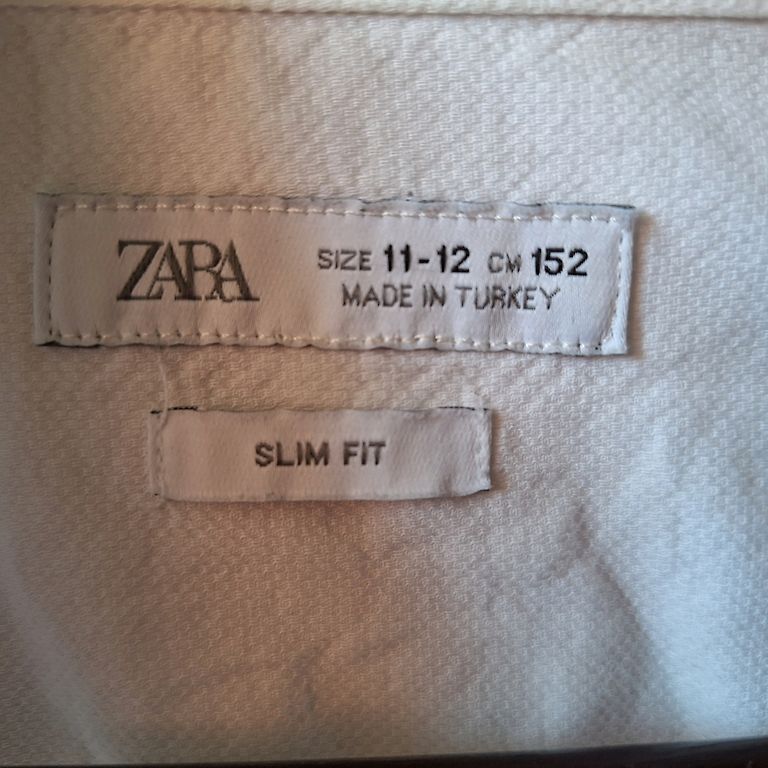 ZARA
SIZE 11-12 CM 152
MADE IN TURKEY
SLIM FIT